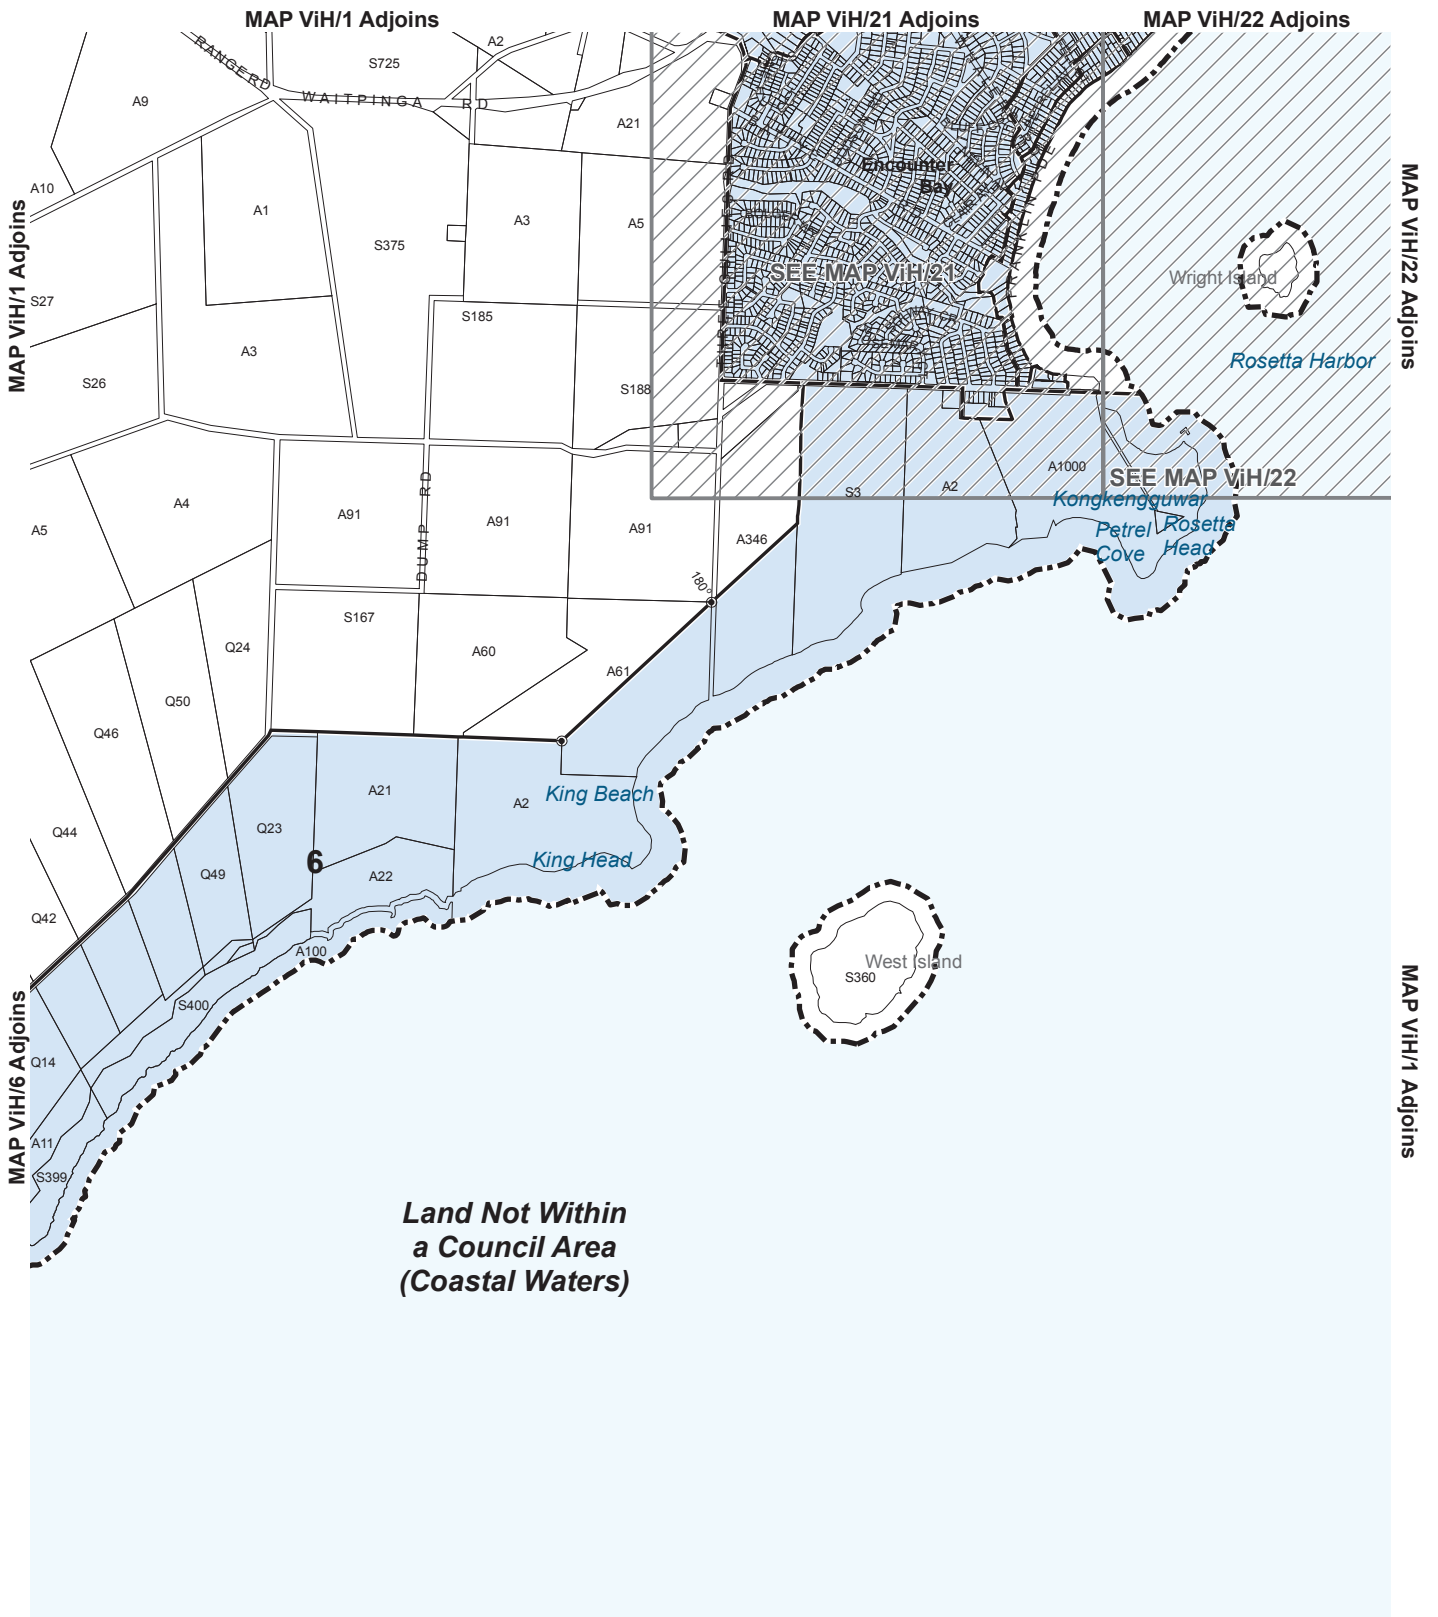 MAP ViH/1 Adjoins
MAP ViH/21 Adjoins
MAP ViH/22 Adjoins
A2
S725
RANGE RD
A9
WAITPINGA RD
A21
Encounter
Bay
A10
A1
A3
A5
S375
MAP ViH/1 Adjoins
MAP ViH/22 Adjoins
SEE MAP ViH/21
Wright Island
S27
S185
A3
Rosetta Harbor
S26
S188
A1000
SEE MAP ViH/22
S3
A2
Kongkengguwar
A4
A91
A91
A91
DUMP RD
A5
Petrel
Cove
Rosetta
Head
A346
180°
S167
Q24
A60
A61
Q50
Q46
A21
King Beach
A2
Q44
Q23
6
King Head
Q49
A22
Q42
A100
West Island
S360
S400
MAP ViH/6 Adjoins
MAP ViH/1 Adjoins
Q14
A11
S399
Land Not Within
a Council Area
(Coastal Waters)